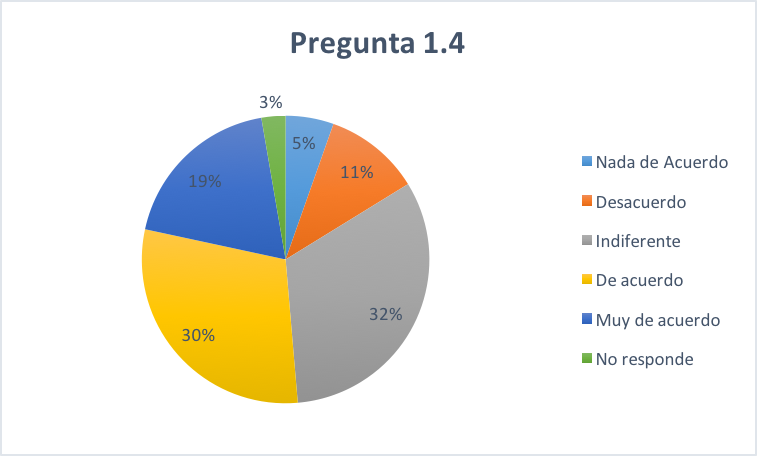 Pregunta 1.4
3%
5%
11%
19%
32%
30%
Nada de Acuerdo
Desacuerdo
Indiferente
De acuerdo
Muy de acuerdo
No responde